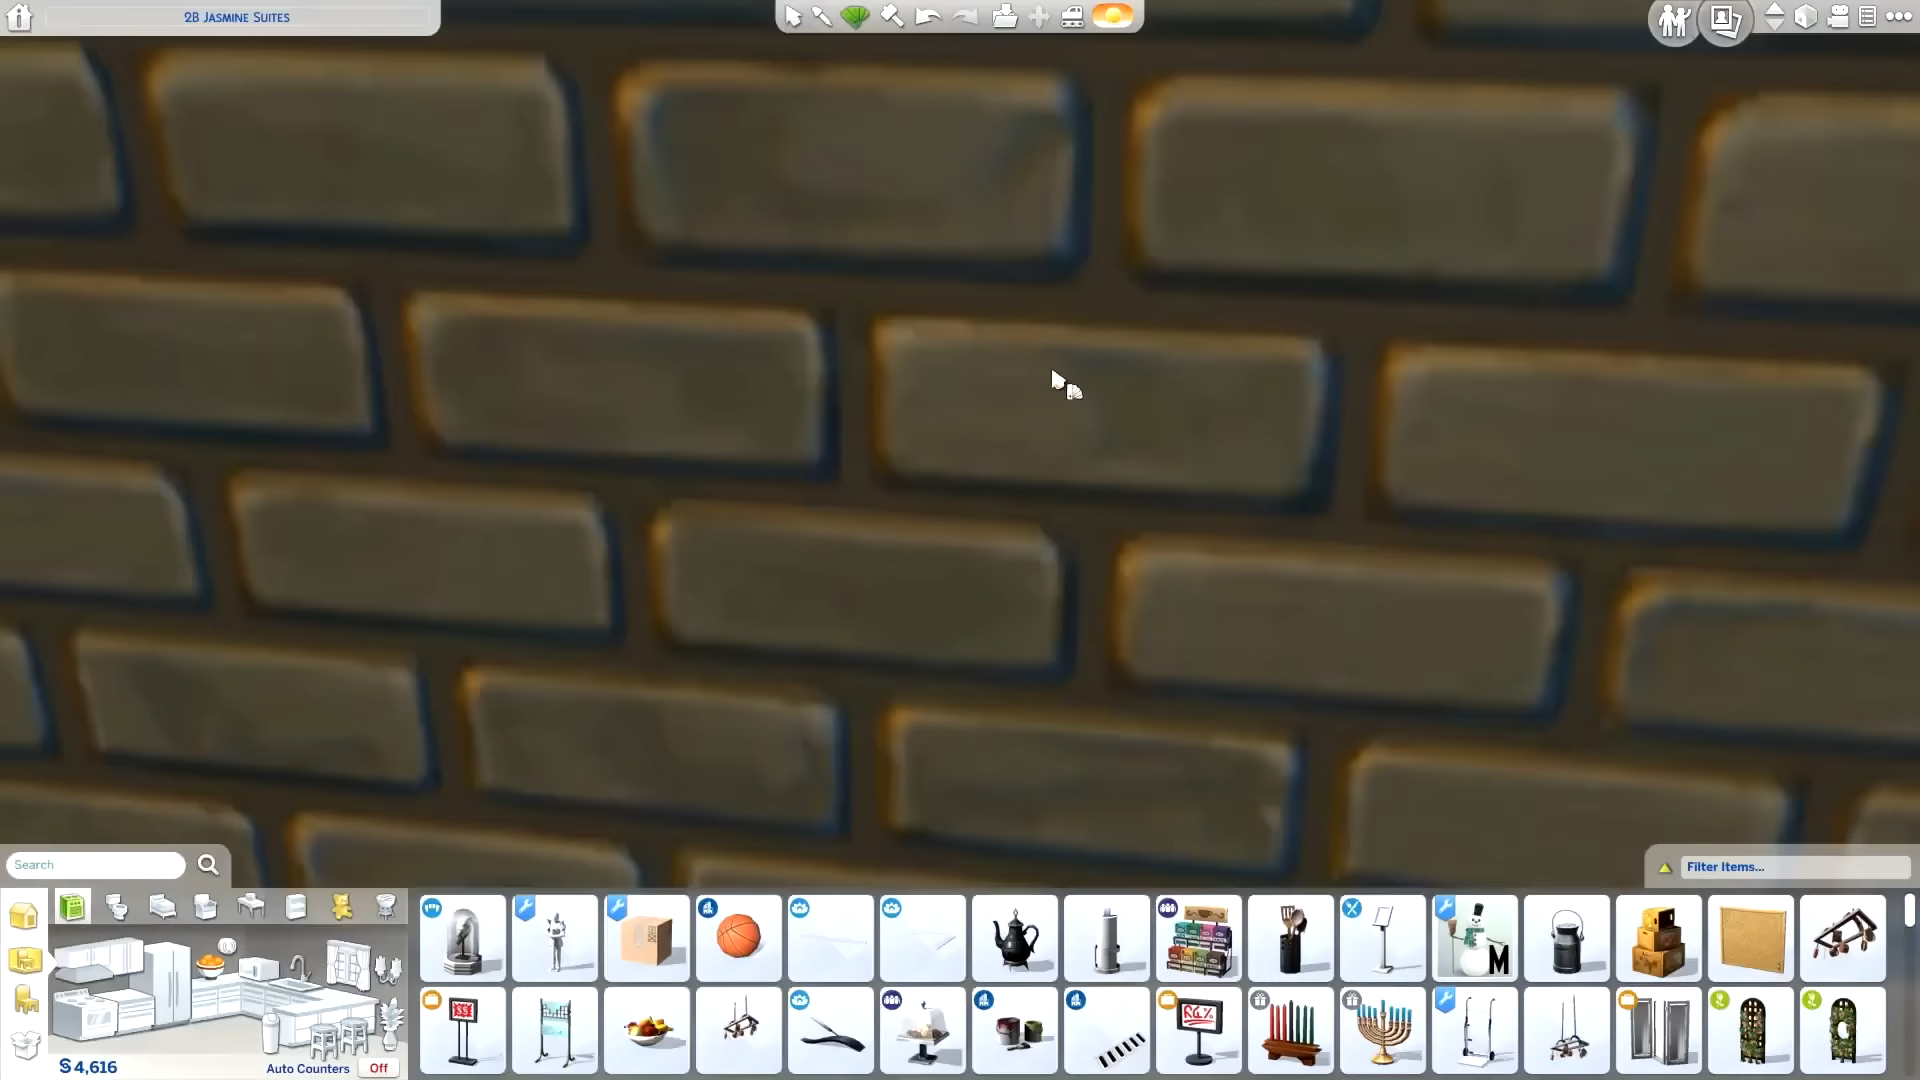 2B Jasmine Suites
Search
Filter Items...
M
$4,616
Auto Counters Off